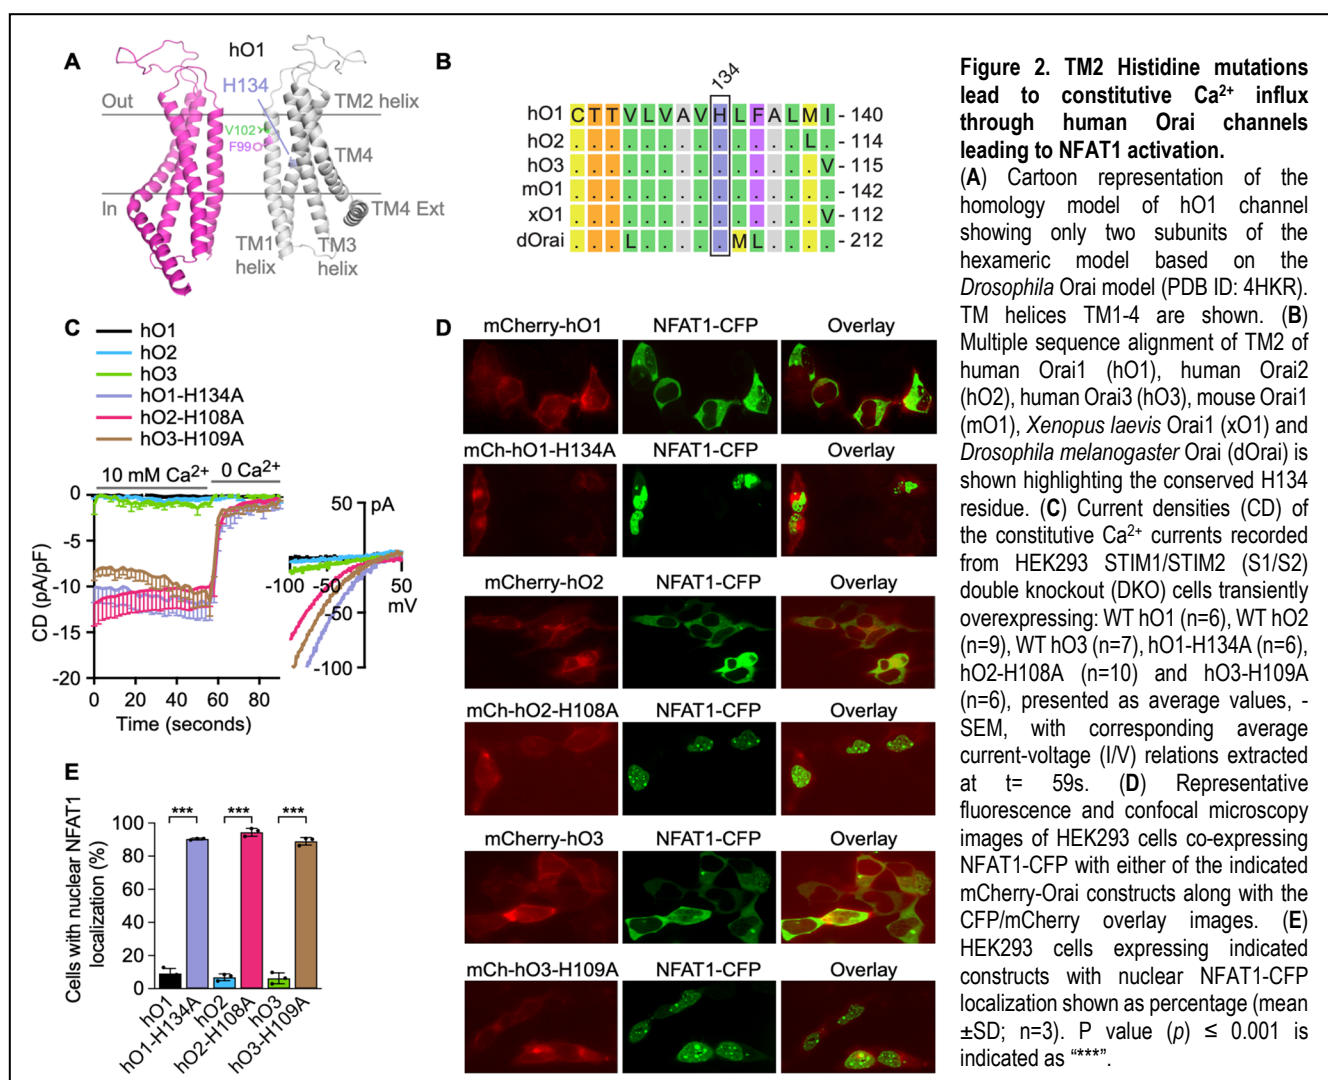 A
hO1
H134
Out
TM2 helix
V102
F99
TM4
In
TM4 Ext
TM1
helix
TM3
helix
B
134
hO1 C T T V L V A V H L F A L M I - 140
hO2 . . . . . . . . . . . . . L . - 114
hO3 . . . . . . . . . . . . . . V - 115
mO1 . . . . . . . . . . . . . . . - 142
xO1 . . . . . . . . . . . . . . V - 112
dOrai . . . L . . . . . M L . . . . - 212
C
hO1
hO2
hO3
hO1-H134A
hO2-H108A
hO3-H109A
10 mM Ca²⁺ 0 Ca²⁺
0
-5
-10
-15
-20
CD (pA/pF)
0 20 40 60 80
Time (seconds)
50 pA
-100 -50 50
mV
-50
-100
D
mCherry-hO1 NFAT1-CFP Overlay
mCh-hO1-H134A NFAT1-CFP Overlay
mCherry-hO2 NFAT1-CFP Overlay
mCh-hO2-H108A NFAT1-CFP Overlay
mCherry-hO3 NFAT1-CFP Overlay
mCh-hO3-H109A NFAT1-CFP Overlay
E
*** *** ***
100
80
60
40
20
0
Cells with nuclear NFAT1
localization (%)
hO1
hO1-H134A
hO2
hO2-H108A
hO3
hO3-H109A
Figure 2. TM2 Histidine mutations
lead to constitutive Ca²⁺ influx
through human Orai channels
leading to NFAT1 activation.
(A) Cartoon representation of the
homology model of hO1 channel
showing only two subunits of the
hexameric model based on the
Drosophila Orai model (PDB ID: 4HKR).
TM helices TM1-4 are shown. (B)
Multiple sequence alignment of TM2 of
human Orai1 (hO1), human Orai2
(hO2), human Orai3 (hO3), mouse Orai1
(mO1), Xenopus laevis Orai1 (xO1) and
Drosophila melanogaster Orai (dOrai) is
shown highlighting the conserved H134
residue. (C) Current densities (CD) of
the constitutive Ca²⁺ currents recorded
from HEK293 STIM1/STIM2 (S1/S2)
double knockout (DKO) cells transiently
overexpressing: WT hO1 (n=6), WT hO2
(n=9), WT hO3 (n=7), hO1-H134A (n=6),
hO2-H108A (n=10) and hO3-H109A
(n=6), presented as average values, -
SEM, with corresponding average
current-voltage (I/V) relations extracted
at t= 59s. (D) Representative
fluorescence and confocal microscopy
images of HEK293 cells co-expressing
NFAT1-CFP with either of the indicated
mCherry-Orai constructs along with the
CFP/mCherry overlay images. (E)
HEK293 cells expressing indicated
constructs with nuclear NFAT1-CFP
localization shown as percentage (mean
±SD; n=3). P value (p) ≤ 0.001 is
indicated as “***”.